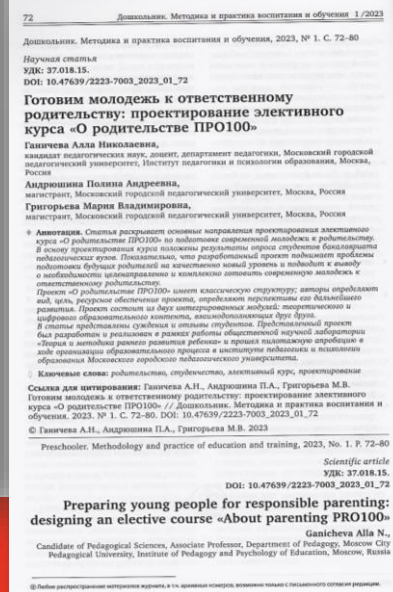 72 Дошкольник. Методика и практика воспитания и обучения 1/2023
Дошкольник. Методика и практика воспитания и обучения, 2023, № 1. С. 72–80
Научная статья
УДК: 37.018.15.
DOI: 10.47639/2223-7003_2023_01_72
Готовим молодежь к ответственному
родительству: проектирование элективного
курса «О родительстве ПРО100»
Ганичева Алла Николаевна,
кандидат педагогических наук, доцент, департамент педагогики, Московский городской
педагогический университет, Институт педагогики и психологии образования, Москва,
Россия
Андрюшина Полина Андреевна,
магистрант, Московский городской педагогический университет, Москва, Россия
Григорьева Мария Владимировна,
магистрант, Московский городской педагогический университет, Москва, Россия
Аннотация. Статья раскрывает основные направления проектирования элективного
курса «О родительстве ПРО100» по подготовке современной молодежи к родительству.
В основу проектирования курса положены результаты опроса студентов бакалавриата
педагогических вузов. Показательно, что разработанный проект поднимает проблемы
подготовки будущих родителей на качественно новый уровень и подводит к выводу
о необходимости целенаправленно и комплексно готовить современную молодежь к
ответственному родительству.
Проект «О родительстве ПРО100» имеет классическую структуру; авторы определяют
вид, цель, ресурсное обеспечение проекта, определяют перспективы его дальнейшего
развития. Проект состоит из двух интегрированных модулей: теоретического и
цифрового образовательного контента, взаимодополняющих друг друга.
В статье представлены суждения и отзывы студентов. Представленный проект
был разработан и реализован в рамках работы общественной научной лаборатории
«Теория и методика раннего развития ребенка» и прошел пилотажную апробацию в
ходе организации образовательного процесса в институте педагогики и психологии
образования Московского городского педагогического университета.
Ключевые слова: родительство, студенчество, элективный курс, проектирование
Ссылка для цитирования: Ганичева А.Н., Андрюшина П.А., Григорьева М.В.
Готовим молодежь к ответственному родительству: проектирование элективного
курса «О родительстве ПРО100» // Дошкольник. Методика и практика воспитания и
обучения. 2023. № 1. С. 72–80. DOI: 10.47639/2223-7003_2023_01_72
© Ганичева А.Н., Андрюшина П.А., Григорьева М.В. 2023
Preschooler. Methodology and practice of education and training, 2023, No. 1. P. 72–80
Scientific article
УДК: 37.018.15.
DOI: 10.47639/2223-7003_2023_01_72
Preparing young people for responsible parenting:
designing an elective course «About parenting PRO100»
Ganicheva Alla N.,
Candidate of Pedagogical Sciences, Associate Professor, Department of Pedagogy, Moscow City
Pedagogical University, Institute of Pedagogy and Psychology of Education, Moscow, Russia
Любое распространение материалов журнала, в т.ч. архивных номеров, возможно только с письменного согласия редакции.